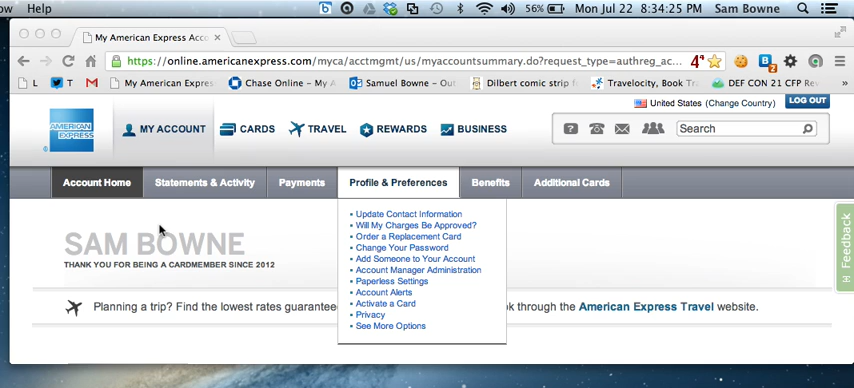 ow Help 56% Mon Jul 22 8:34:25 PM Sam Bowne
My American Express Acco
https://online.americanexpress.com/myca/acctmgmt/us/myaccountsummary.do?request_type=authreg_ac...
L T My American Express Chase Online - My A Samuel Bowne - Out Dilbert comic strip f Travelocity, Book Tr DEF CON 21 CFP Rev
United States (Change Country) LOG OUT
AMERICAN EXPRESS
MY ACCOUNT CARDS TRAVEL REWARDS BUSINESS
Search
Account Home Statements & Activity Payments Profile & Preferences Benefits Additional Cards
Update Contact Information
Will My Charges Be Approved?
Order a Replacement Card
Change Your Password
Add Someone to Your Account
Account Manager Administration
Paperless Settings
Account Alerts
Activate a Card
Privacy
See More Options
SAM BOWNE
THANK YOU FOR BEING A CARDMEMBER SINCE 2012
Planning a trip? Find the lowest rates guarantee
ok through the American Express Travel website.
Feedback